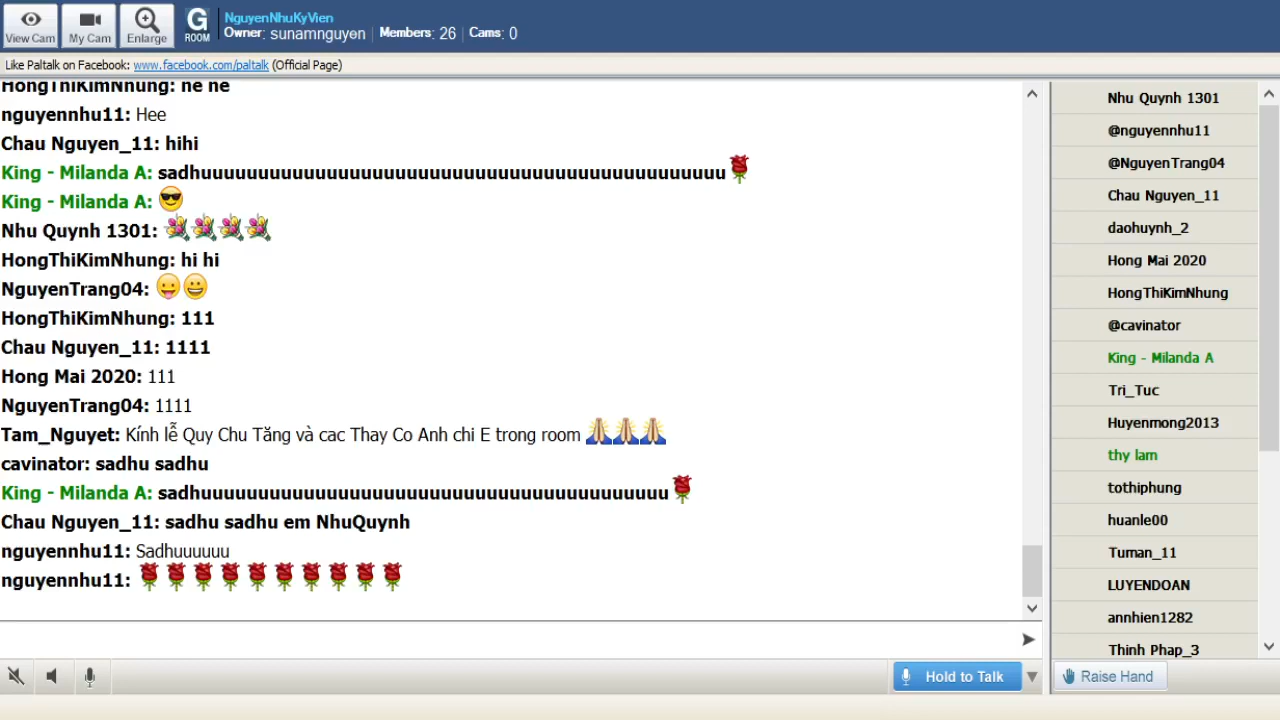 View Cam
My Cam
Enlarge
G
ROOM
NguyenNhuKyVien
Owner: sunamnguyen | Members: 26 | Cams: 0
Like Paltalk on Facebook: www.facebook.com/paltalk (Official Page)
HongThiKimNhung: he he
nguyennhu11: Hee
Chau Nguyen_11: hihi
King - Milanda A: sadhuuuuuuuuuuuuuuuuuuuuuuuuuuuuuuuuuuuuuuuuuuuuuu
King - Milanda A:
Nhu Quynh 1301:
HongThiKimNhung: hi hi
NguyenTrang04:
HongThiKimNhung: 111
Chau Nguyen_11: 1111
Hong Mai 2020: 111
NguyenTrang04: 1111
Tam_Nguyet: Kính lễ Quy Chu Tăng và cac Thay Co Anh chi E trong room
cavinator: sadhu sadhu
King - Milanda A: sadhuuuuuuuuuuuuuuuuuuuuuuuuuuuuuuuuuuuuuuuuu
Chau Nguyen_11: sadhu sadhu em NhuQuynh
nguyennhu11: Sadhuuuuuu
nguyennhu11:
Nhu Quynh 1301
@nguyennhu11
@NguyenTrang04
Chau Nguyen_11
daohuynh_2
Hong Mai 2020
HongThiKimNhung
@cavinator
King - Milanda A
Tri_Tuc
Huyenmong2013
thy lam
tothiphung
huanle00
Tuman_11
LUYENDOAN
annhien1282
Thinh Phap_3
Hold to Talk
Raise Hand